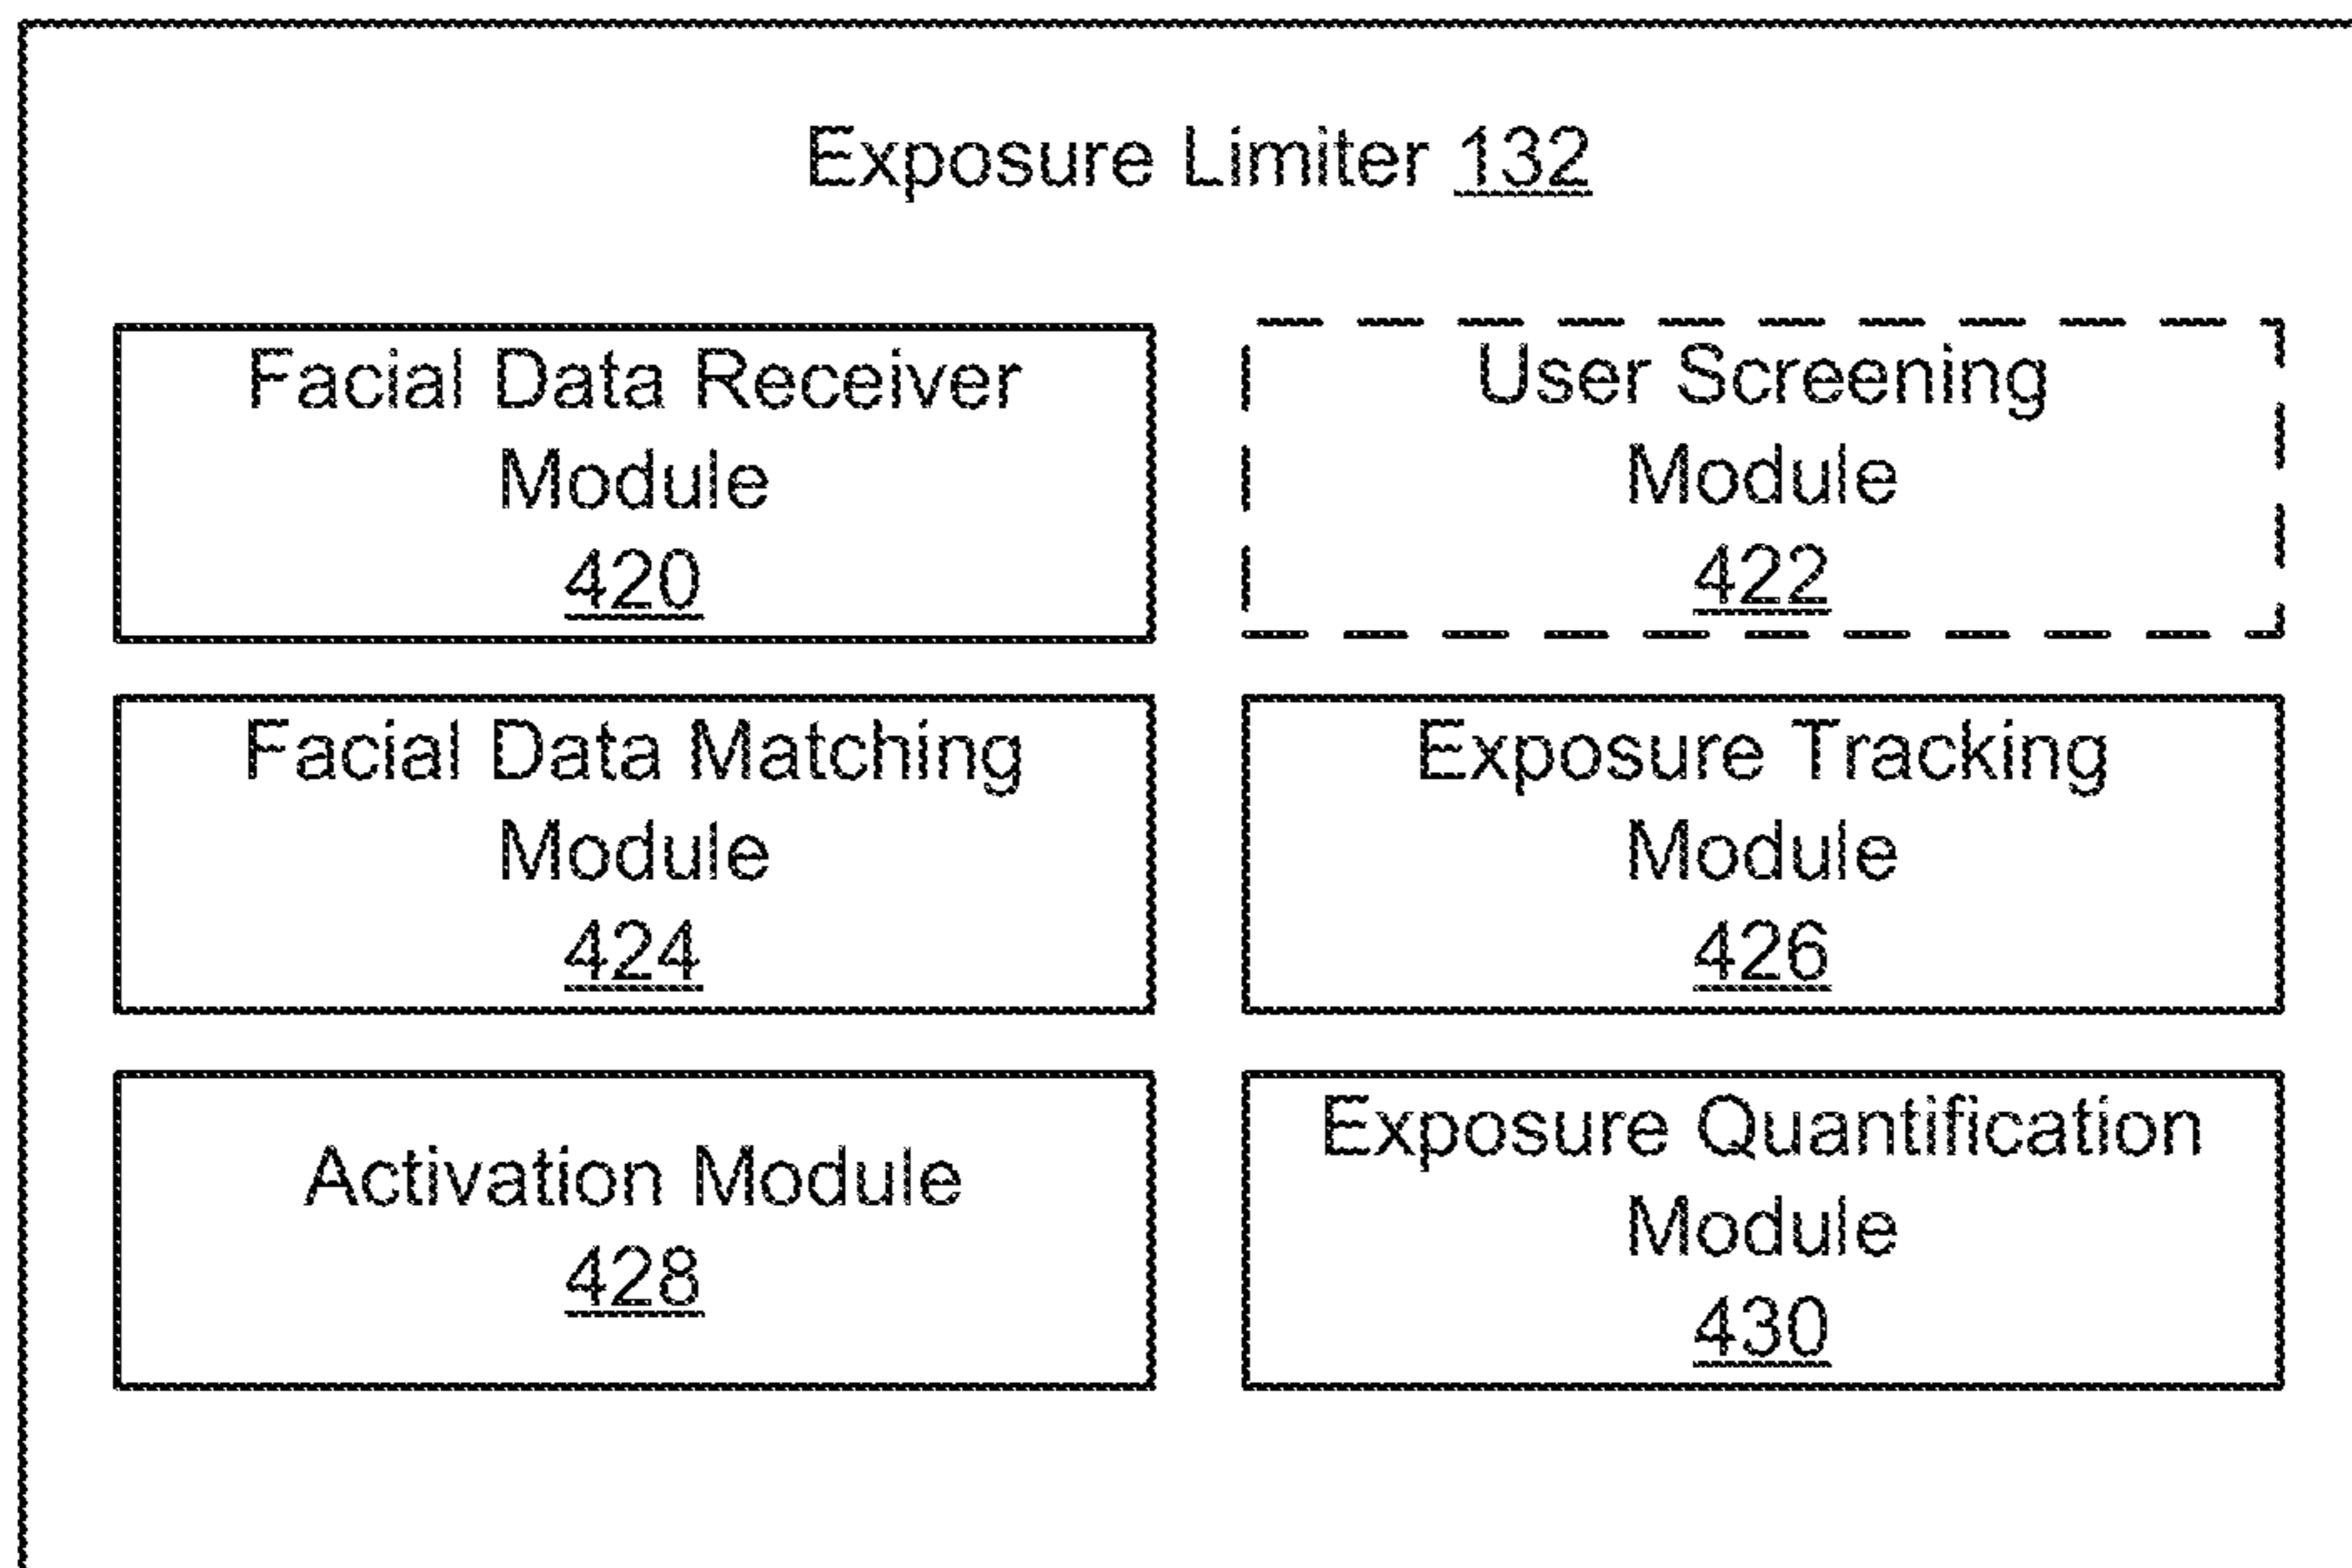 Exposure Limiter 132
Facial Data Receiver
Module
420
User Screening
Module
422
Facial Data Matching
Module
424
Exposure Tracking
Module
426
Activation Module
428
Exposure Quantification
Module
430